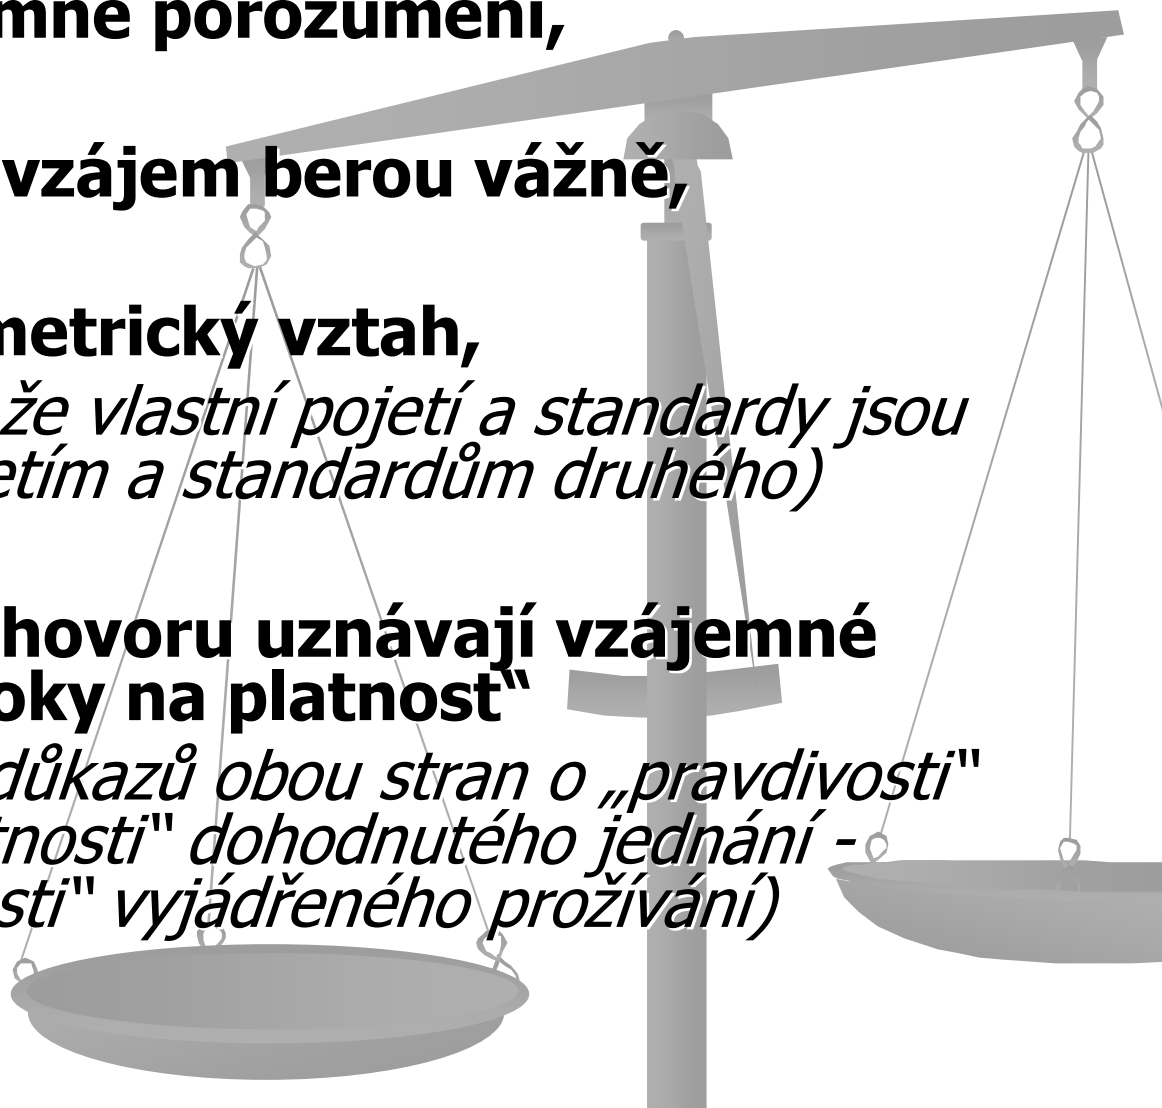 mné porozumění,
vzájem berou vážně,
metrický vztah,
že vlastní pojetí a standardy jsou
etím a standardům druhého)
hovoru uznávají vzájemné
oky na platnost“
důkazů obou stran o „pravdivosti"
tnosti" dohodnutého jednání -
sti" vyjádřeného prožívání)